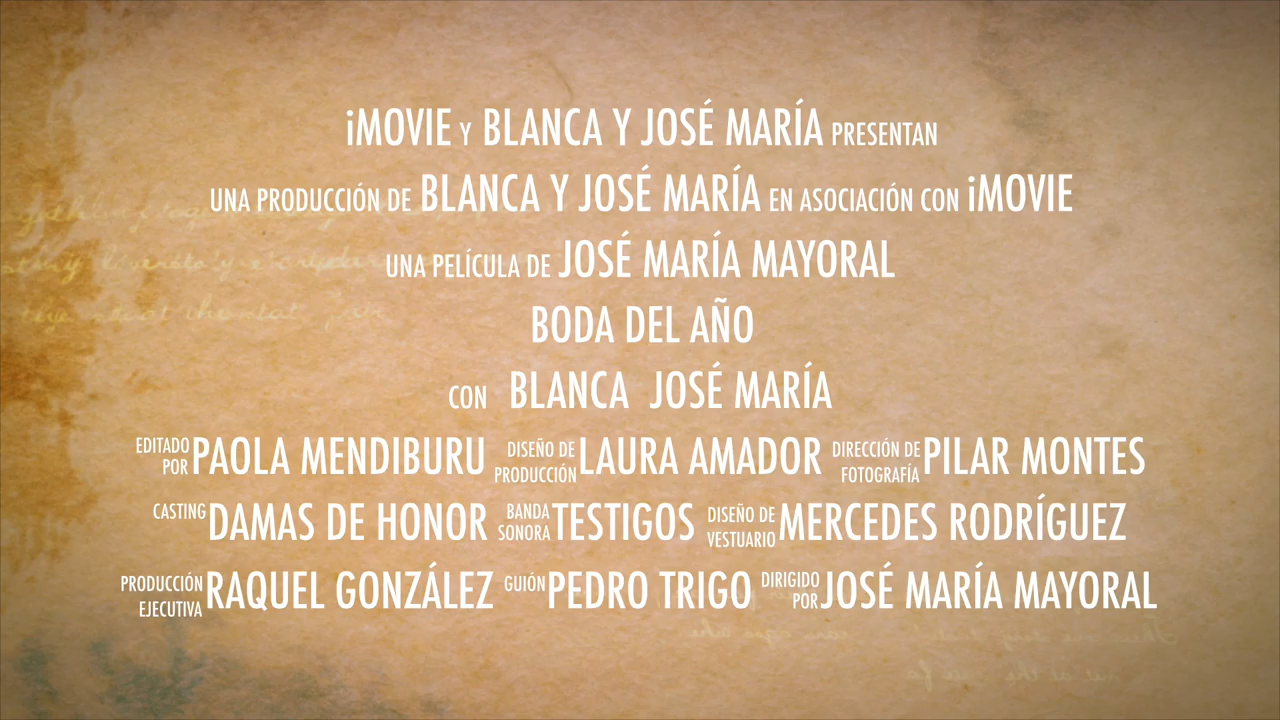 iMOVIE Y BLANCA Y JOSÉ MARÍA PRESENTAN
UNA PRODUCCIÓN DE BLANCA Y JOSÉ MARÍA EN ASOCIACIÓN CON iMOVIE
UNA PELÍCULA DE JOSÉ MARÍA MAYORAL
BODA DEL AÑO
CON BLANCA JOSÉ MARÍA
EDITADO POR PAOLA MENDIBURU DISEÑO DE PRODUCCIÓN LAURA AMADOR DIRECCIÓN DE FOTOGRAFÍA PILAR MONTES
CASTING DAMAS DE HONOR BANDA SONORA TESTIGOS DISEÑO DE VESTUARIO MERCEDES RODRÍGUEZ
PRODUCCIÓN EJECUTIVA RAQUEL GONZÁLEZ GUIÓN PEDRO TRIGO DIRIGIDO POR JOSÉ MARÍA MAYORAL